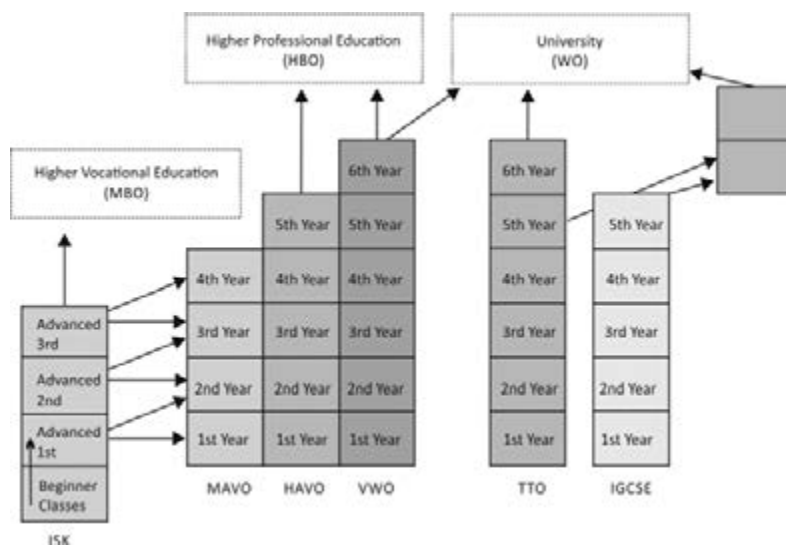 Higher Professional Education
(HBO)
University
(WO)
Higher Vocational Education
(MBO)
6th Year
5th Year
4th Year
3rd Year
2nd Year
1st Year
MAVO
4th Year
3rd Year
2nd Year
1st Year
HAVO
5th Year
4th Year
3rd Year
2nd Year
1st Year
VWO
6th Year
5th Year
4th Year
3rd Year
2nd Year
1st Year
TTO
5th Year
4th Year
3rd Year
2nd Year
1st Year
IGCSE
Advanced
3rd
Advanced
2nd
Advanced
1st
Beginner
Classes
ISK